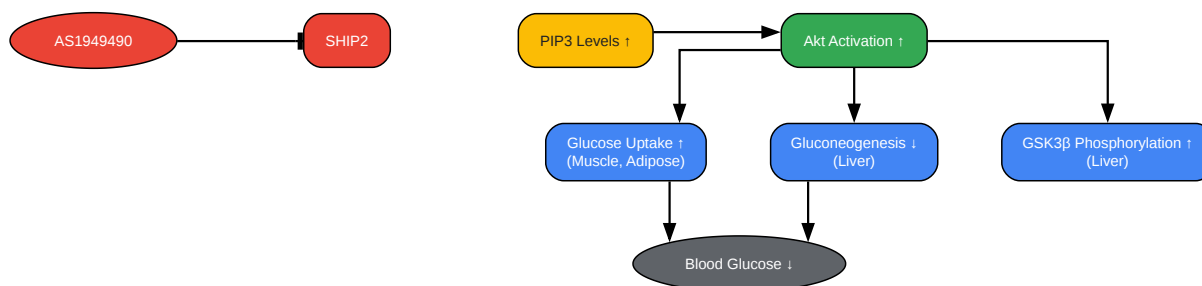 AS1949490
SHIP2
PIP3 Levels ↑
Akt Activation ↑
Glucose Uptake ↑
(Muscle, Adipose)
Gluconeogenesis ↓
(Liver)
GSK3β Phosphorylation ↑
(Liver)
Blood Glucose ↓